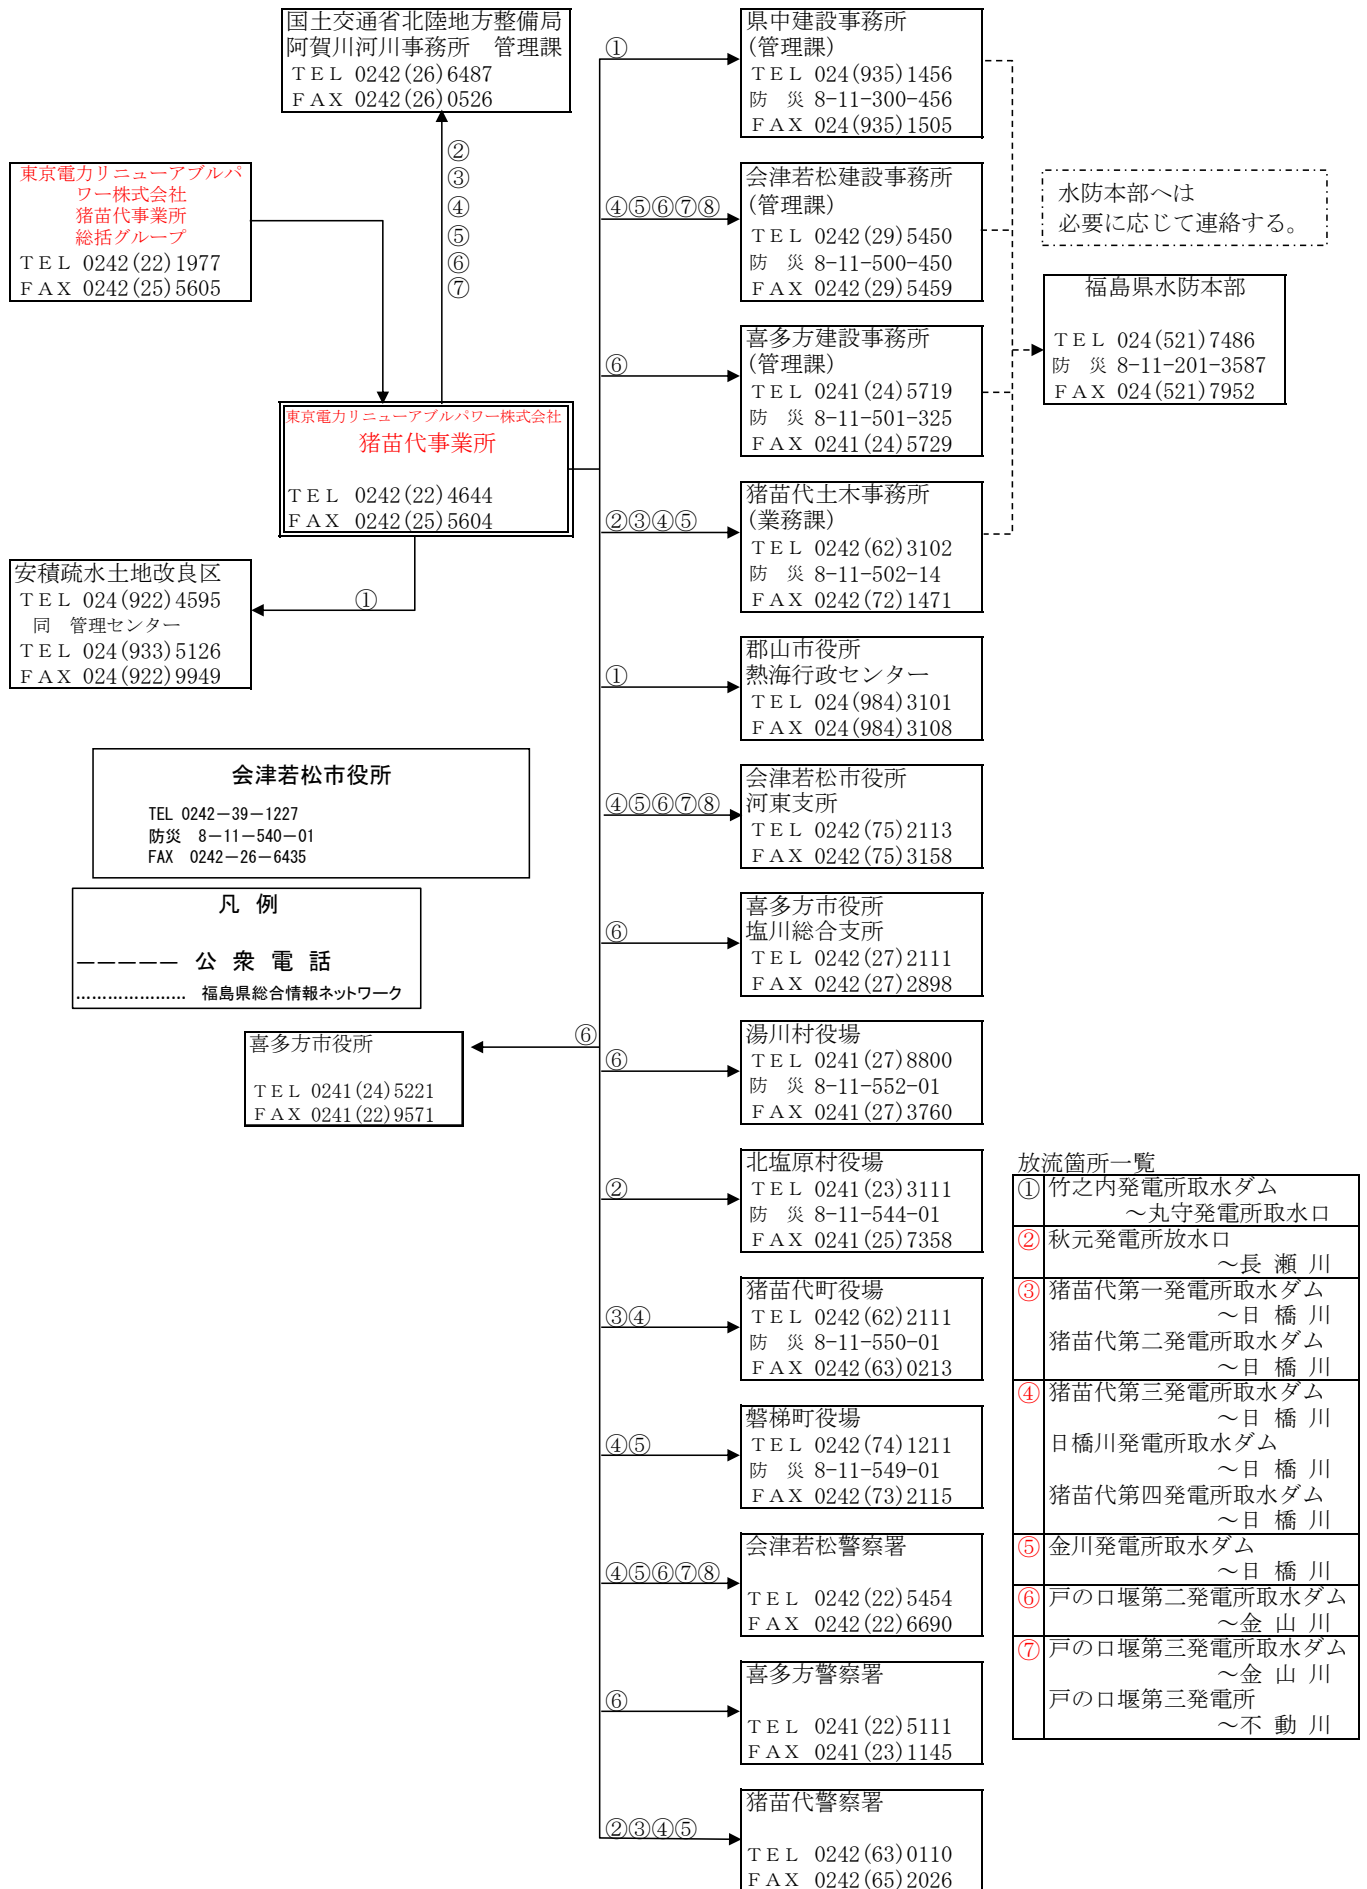 国土交通省北陸地方整備局
阿賀川河川事務所　管理課
ＴＥＬ 0242(26)6487
ＦＡＸ 0242(26)0526
②
③
④
⑤
⑥
⑦
東京電力リニューアブルパ
ワー株式会社
猪苗代事業所
総括グループ
ＴＥＬ 0242(22)1977
ＦＡＸ 0242(25)5605
東京電力リニューアブルパワー株式会社
猪苗代事業所
ＴＥＬ 0242(22)4644
ＦＡＸ 0242(25)5604
安積疏水土地改良区
ＴＥＬ 024(922)4595
同　管理センター
ＴＥＬ 024(933)5126
ＦＡＸ 024(922)9949
①
会津若松市役所
TEL 0242－39－1227
防災　8－11－540－01
FAX　0242－26－6435
凡 例
－－－－－ 公 衆 電 話
………………… 福島県総合情報ネットワーク
喜多方市役所
ＴＥＬ 0241(24)5221
ＦＡＸ 0241(22)9571
⑥
①
県中建設事務所
(管理課)
ＴＥＬ 024(935)1456
防　災 8-11-300-456
ＦＡＸ 024(935)1505
④⑤⑥⑦⑧
会津若松建設事務所
(管理課)
ＴＥＬ 0242(29)5450
防　災 8-11-500-450
ＦＡＸ 0242(29)5459
⑥
喜多方建設事務所
(管理課)
ＴＥＬ 0241(24)5719
防　災 8-11-501-325
ＦＡＸ 0241(24)5729
②③④⑤
猪苗代土木事務所
(業務課)
ＴＥＬ 0242(62)3102
防　災 8-11-502-14
ＦＡＸ 0242(72)1471
①
郡山市役所
熱海行政センター
ＴＥＬ 024(984)3101
ＦＡＸ 024(984)3108
④⑤⑥⑦⑧
会津若松市役所
河東支所
ＴＥＬ 0242(75)2113
ＦＡＸ 0242(75)3158
⑥
喜多方市役所
塩川総合支所
ＴＥＬ 0242(27)2111
ＦＡＸ 0242(27)2898
⑥
湯川村役場
ＴＥＬ 0241(27)8800
防　災 8-11-552-01
ＦＡＸ 0241(27)3760
②
北塩原村役場
ＴＥＬ 0241(23)3111
防　災 8-11-544-01
ＦＡＸ 0241(25)7358
③④
猪苗代町役場
ＴＥＬ 0242(62)2111
防　災 8-11-550-01
ＦＡＸ 0242(63)0213
④⑤
磐梯町役場
ＴＥＬ 0242(74)1211
防　災 8-11-549-01
ＦＡＸ 0242(73)2115
④⑤⑥⑦⑧
会津若松警察署
ＴＥＬ 0242(22)5454
ＦＡＸ 0242(22)6690
⑥
喜多方警察署
ＴＥＬ 0241(22)5111
ＦＡＸ 0241(23)1145
②③④⑤
猪苗代警察署
ＴＥＬ 0242(63)0110
ＦＡＸ 0242(65)2026
水防本部へは
必要に応じて連絡する。
福島県水防本部
ＴＥＬ 024(521)7486
防　災 8-11-201-3587
ＦＡＸ 024(521)7952
放流箇所一覧
① 竹之内発電所取水ダム
～丸守発電所取水口
② 秋元発電所放水口
～長 瀬 川
③ 猪苗代第一発電所取水ダム
～日 橋 川
猪苗代第二発電所取水ダム
～日 橋 川
④ 猪苗代第三発電所取水ダム
～日 橋 川
日橋川発電所取水ダム
～日 橋 川
猪苗代第四発電所取水ダム
～日 橋 川
⑤ 金川発電所取水ダム
～日 橋 川
⑥ 戸の口堰第二発電所取水ダム
～金 山 川
⑦ 戸の口堰第三発電所取水ダム
～金 山 川
戸の口堰第三発電所
～不 動 川